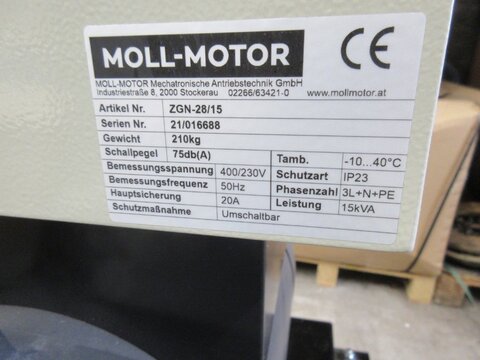 MOLL-MOTOR
CE
MOLL-MOTOR Mechatronische Antriebstechnik GmbH
Industriestraße 8, 2000 Stockerau 02266/63421-0 www.mollmotor.at
Artikel Nr. ZGN-28/15
Serien Nr. 21/016688
Gewicht 210kg
Schallpegel 75db(A) Tamb. -10...40°C
Bemessungsspannung 400/230V Schutzart IP23
Bemessungsfrequenz 50Hz Phasenzahl 3L+N+PE
Hauptsicherung 20A Leistung 15kVA
Schutzmaßnahme Umschaltbar